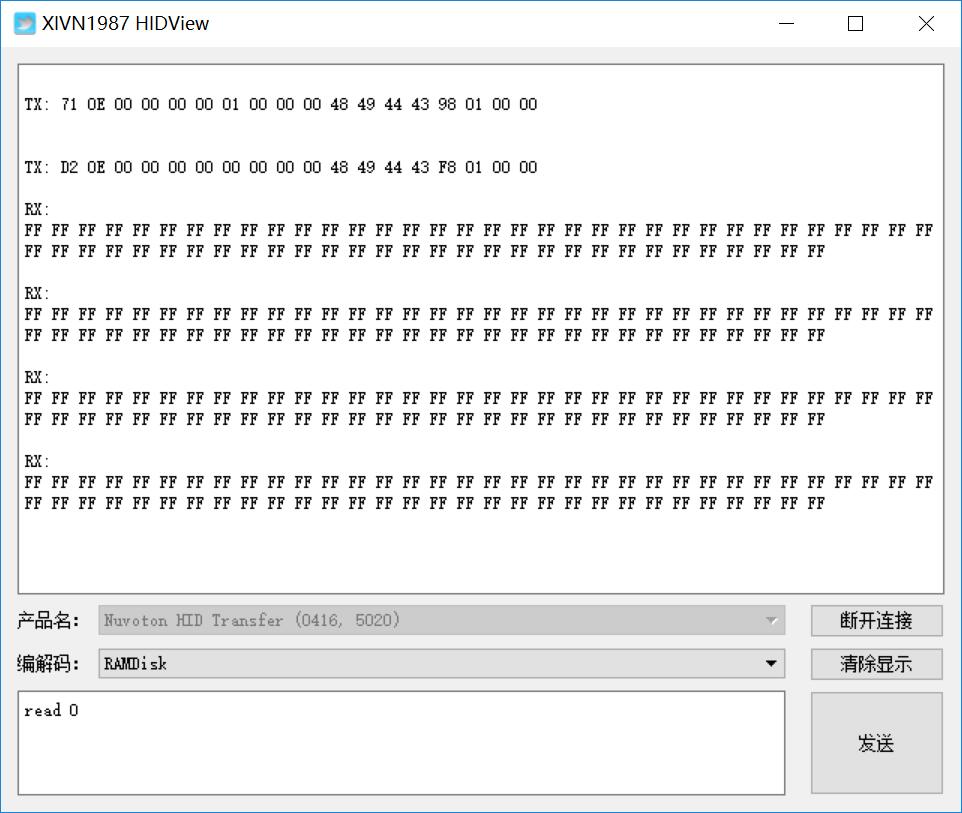 XIVN1987 HIDView
TX: 71 0E 00 00 00 00 01 00 00 00 48 49 44 43 98 01 00 00
TX: D2 0E 00 00 00 00 00 00 00 00 48 49 44 43 F8 01 00 00
RX:
FF FF FF FF FF FF FF FF FF FF FF FF FF FF FF FF FF FF FF FF FF FF FF FF FF FF FF FF FF FF FF FF FF FF
FF FF FF FF FF FF FF FF FF FF FF FF FF FF FF FF FF FF FF FF FF FF FF FF FF FF FF FF FF FF
RX:
FF FF FF FF FF FF FF FF FF FF FF FF FF FF FF FF FF FF FF FF FF FF FF FF FF FF FF FF FF FF FF FF FF FF
FF FF FF FF FF FF FF FF FF FF FF FF FF FF FF FF FF FF FF FF FF FF FF FF FF FF FF FF FF FF
RX:
FF FF FF FF FF FF FF FF FF FF FF FF FF FF FF FF FF FF FF FF FF FF FF FF FF FF FF FF FF FF FF FF FF FF
FF FF FF FF FF FF FF FF FF FF FF FF FF FF FF FF FF FF FF FF FF FF FF FF FF FF FF FF FF FF
RX:
FF FF FF FF FF FF FF FF FF FF FF FF FF FF FF FF FF FF FF FF FF FF FF FF FF FF FF FF FF FF FF FF FF FF
FF FF FF FF FF FF FF FF FF FF FF FF FF FF FF FF FF FF FF FF FF FF FF FF FF FF FF FF FF FF
产品名： Nuvoton HID Transfer (0416, 5020) 断开连接
编解码： RAMDisk 清除显示
read 0
发送